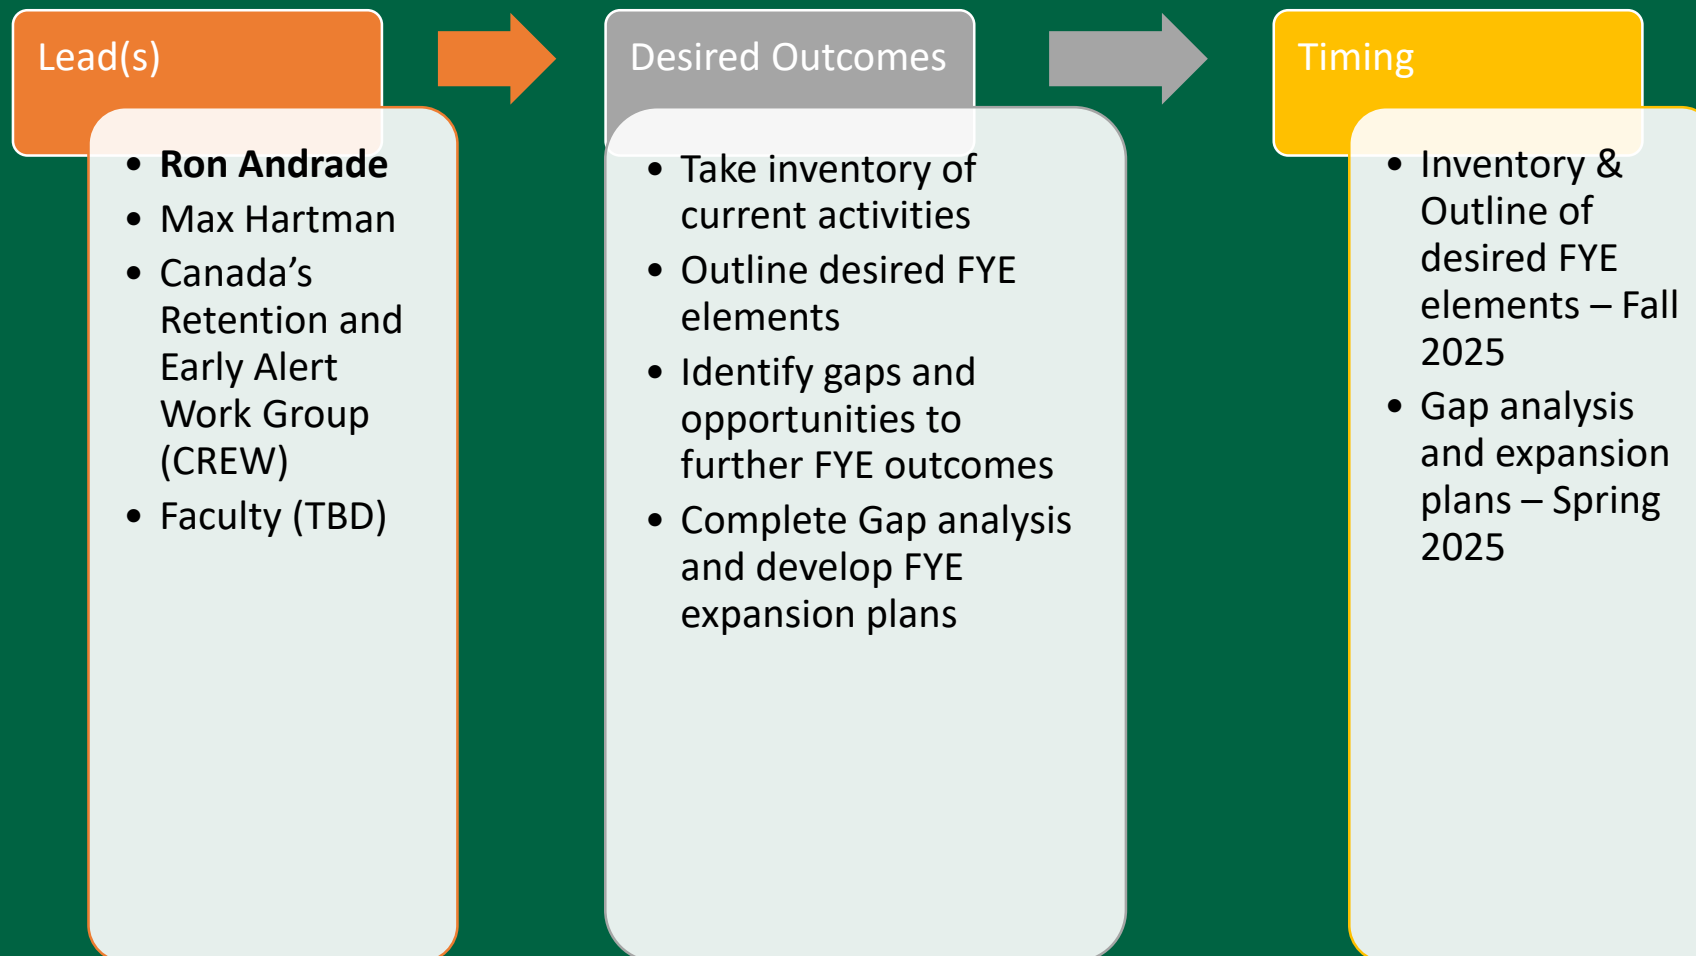 Lead(s)
• Ron Andrade
• Max Hartman
• Canada’s
Retention and
Early Alert
Work Group
(CREW)
• Faculty (TBD)
Desired Outcomes
• Take inventory of
current activities
• Outline desired FYE
elements
• Identify gaps and
opportunities to
further FYE outcomes
• Complete Gap analysis
and develop FYE
expansion plans
Timing
• Inventory &
Outline of
desired FYE
elements – Fall
2025
• Gap analysis
and expansion
plans – Spring
2025